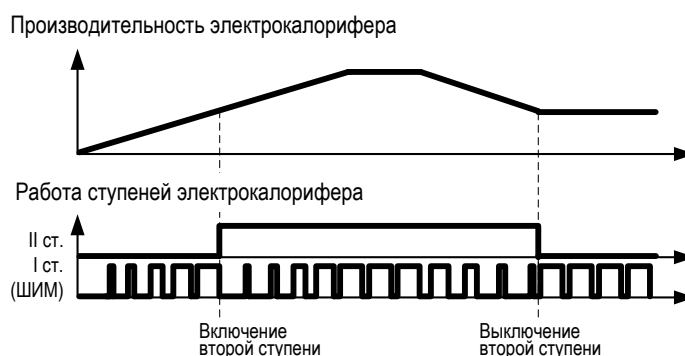 Производительность электрокалорифера
Работа ступеней электрокалорифера
II ст.
I ст.
(ШИМ)
Включение
второй ступени
Выключение
второй ступени